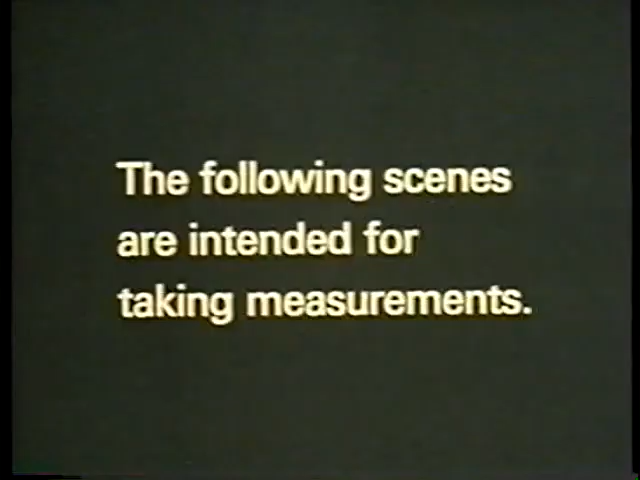 The following scenes
are intended for
taking measurements.